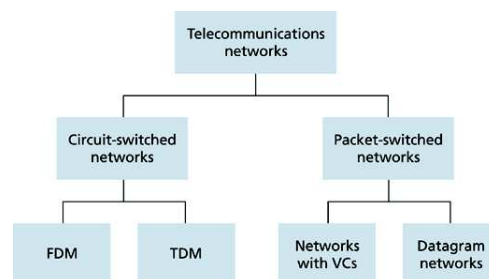 Telecommunications
networks
Circuit-switched
networks
Packet-switched
networks
FDM
TDM
Networks
with VCs
Datagram
networks